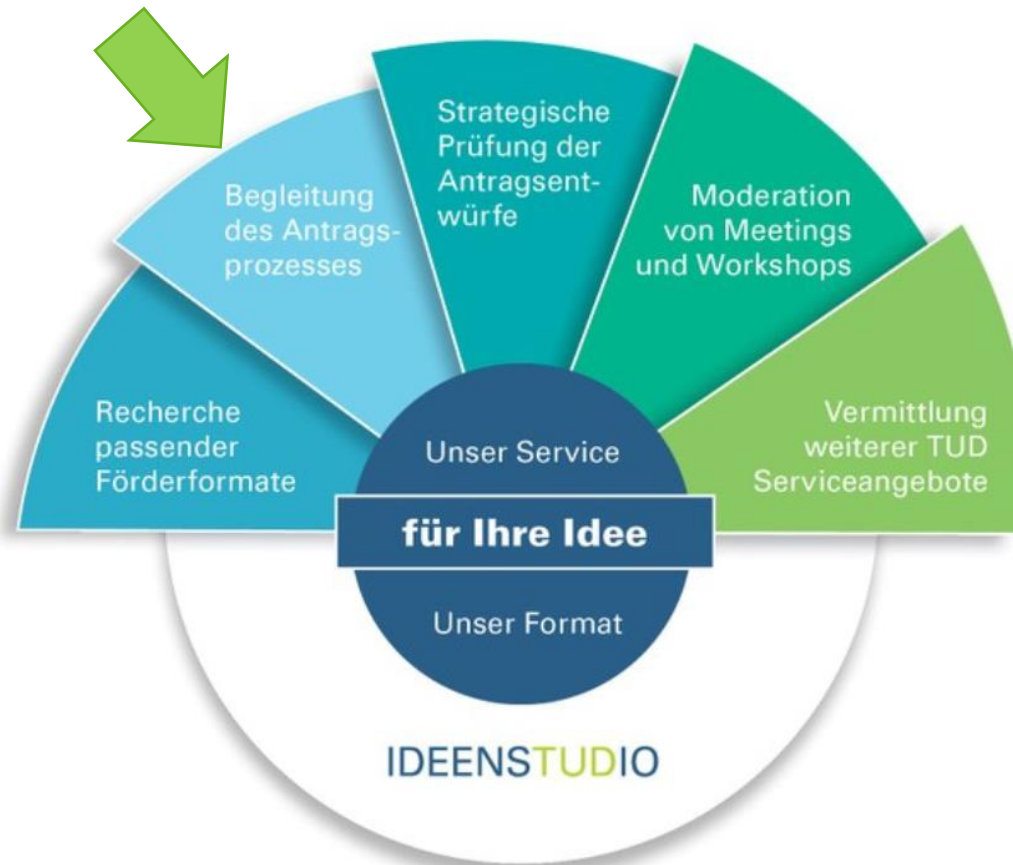 Recherche
passender
Förderformate
Begleitung
des Antrags-
prozesses
Strategische
Prüfung der
Antragsent-
würfe
Moderation
von Meetings
und Workshops
Vermittlung
weiterer TUD
Serviceangebote
Unser Service
für Ihre Idee
Unser Format
IDEENSTUDIO